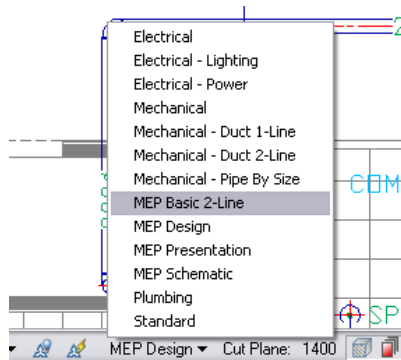 2
Electrical
Electrical - Lighting
Electrical - Power
Mechanical
Mechanical - Duct 1-Line
Mechanical - Duct 2-Line
Mechanical - Pipe By Size
COM
MEP Basic 2-Line
MEP Design
MEP Presentation
MEP Schematic
Plumbing
Standard
SP
MEP Design Cut Plane: 1400